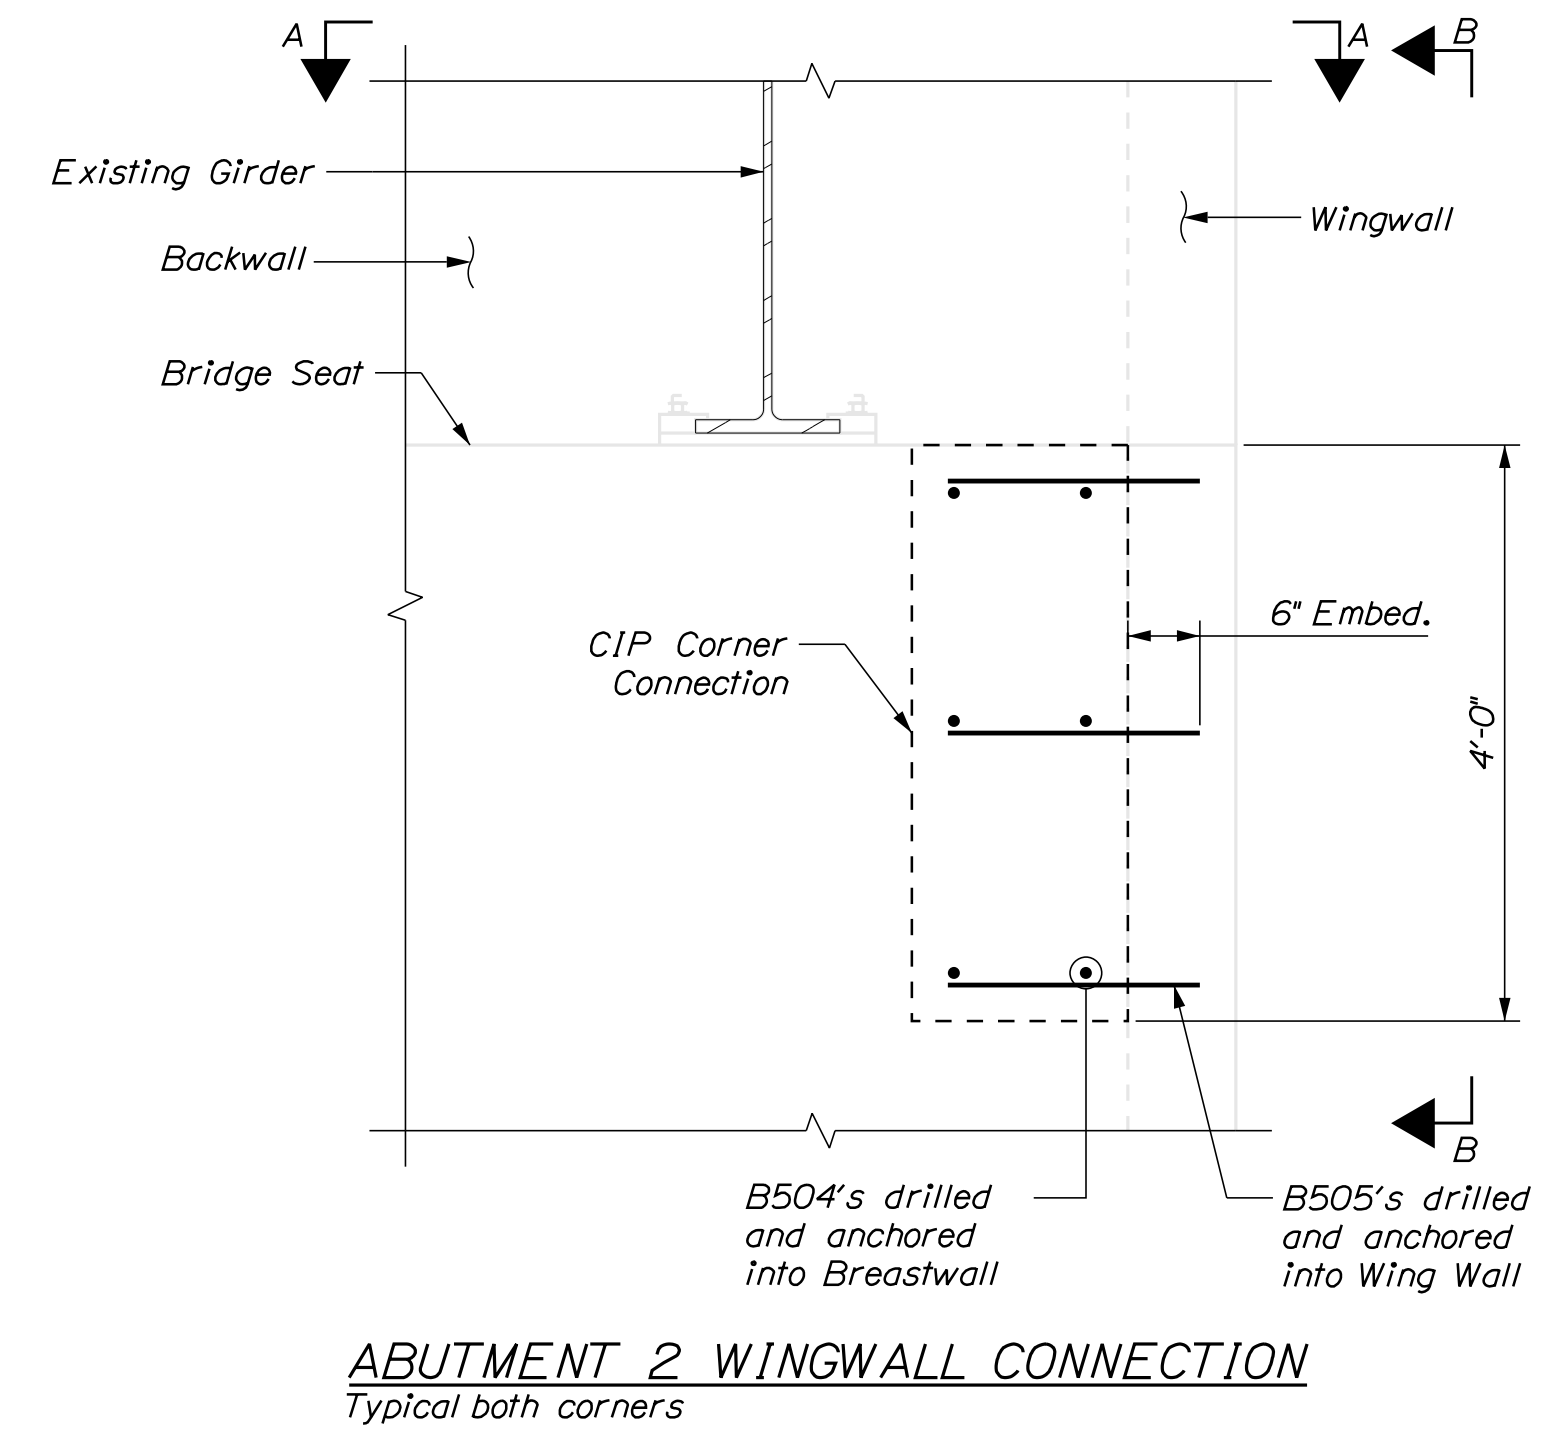 A
A
B
Existing Girder
Wingwall
Backwall
Bridge Seat
6" Embed.
CIP Corner
Connection
4'-0"
B
B504's drilled
and anchored
into Breastwall
B505's drilled
and anchored
into Wing Wall
ABUTMENT 2 WINGWALL CONNECTION
Typical both corners